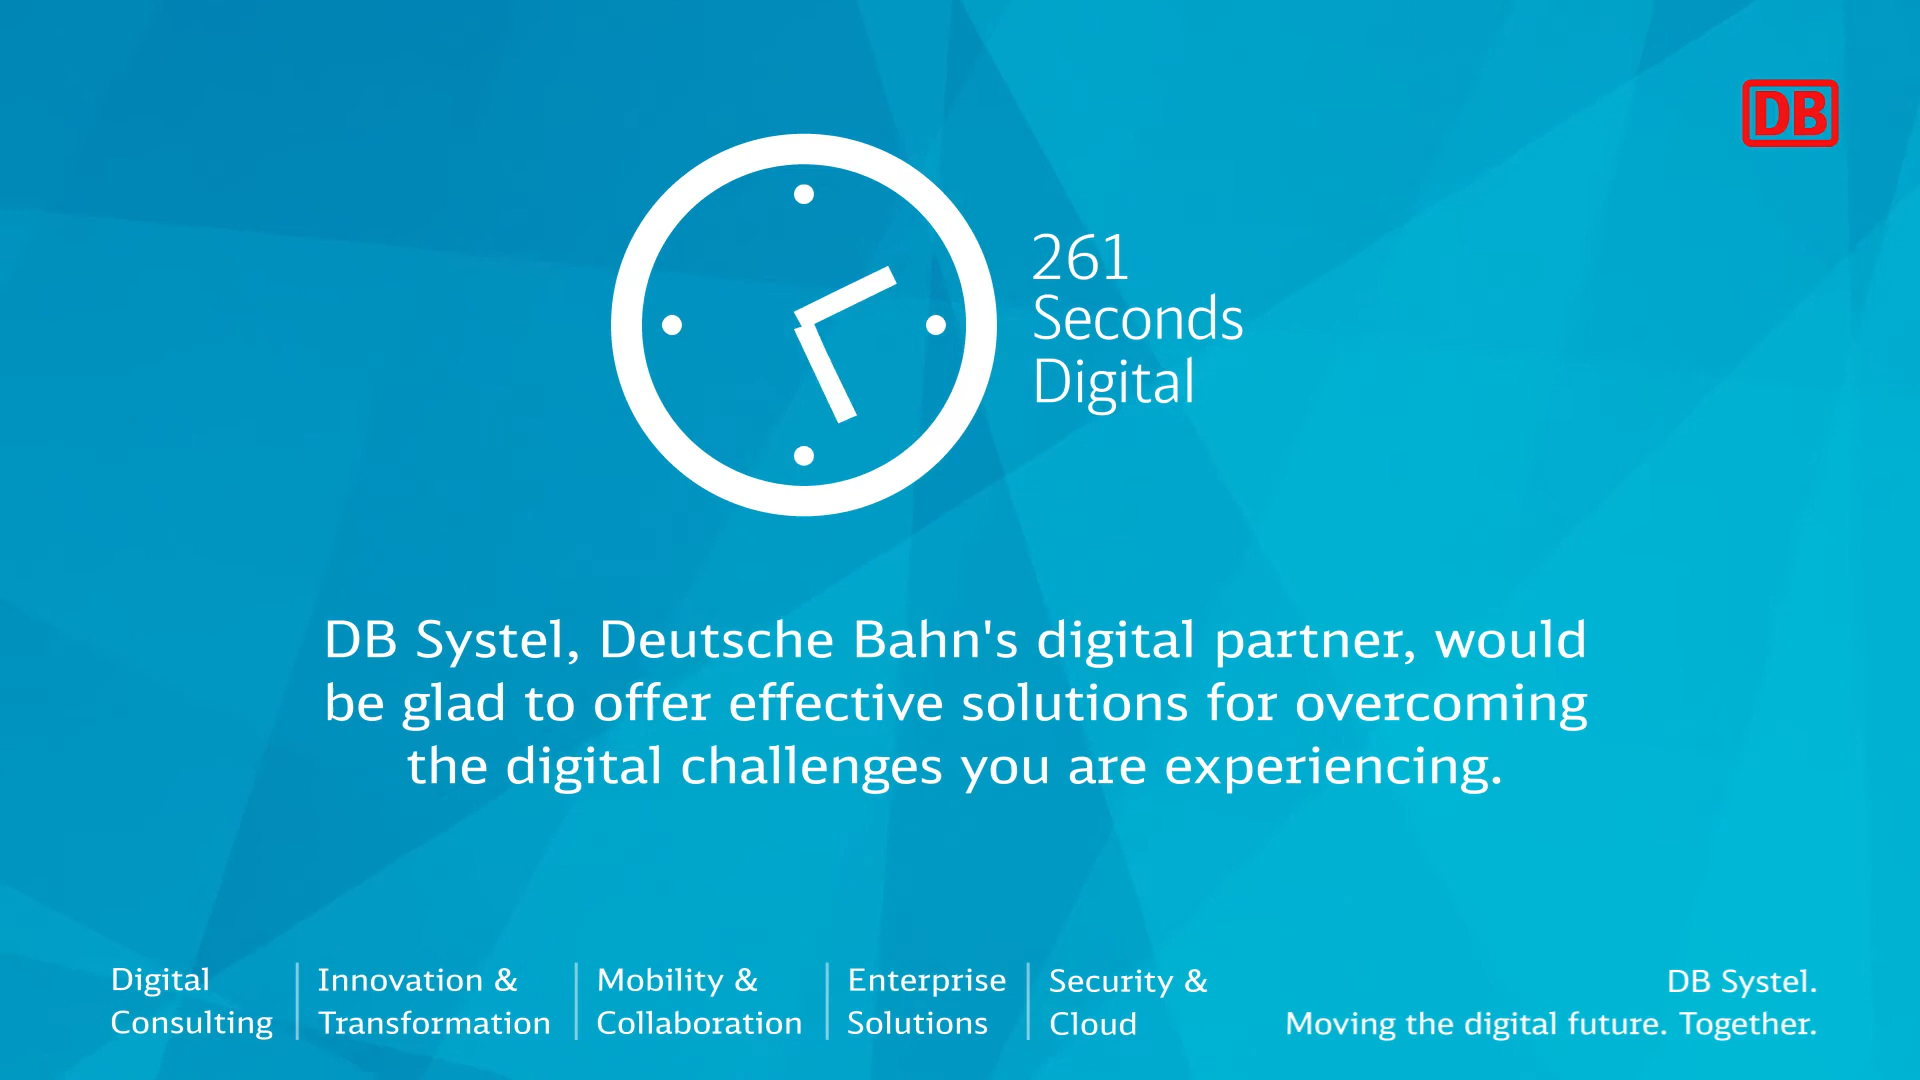 DB
261
Seconds
Digital
DB Systel, Deutsche Bahn's digital partner, would
be glad to offer effective solutions for overcoming
the digital challenges you are experiencing.
Digital
Consulting
Innovation &
Transformation
Mobility &
Collaboration
Enterprise
Solutions
Security &
Cloud
DB Systel.
Moving the digital future. Together.